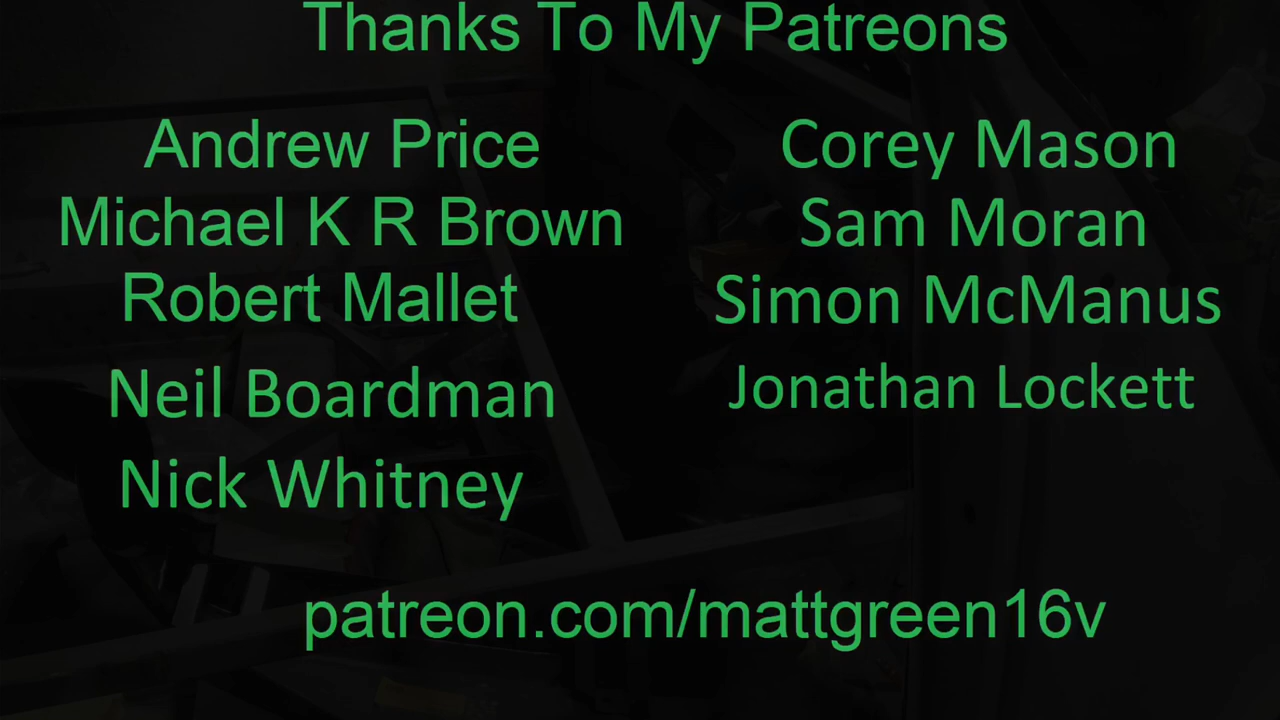 Thanks To My Patreons
Andrew Price
Michael K R Brown
Robert Mallet
Neil Boardman
Nick Whitney
Corey Mason
Sam Moran
Simon McManus
Jonathan Lockett
patreon.com/mattgreen16v